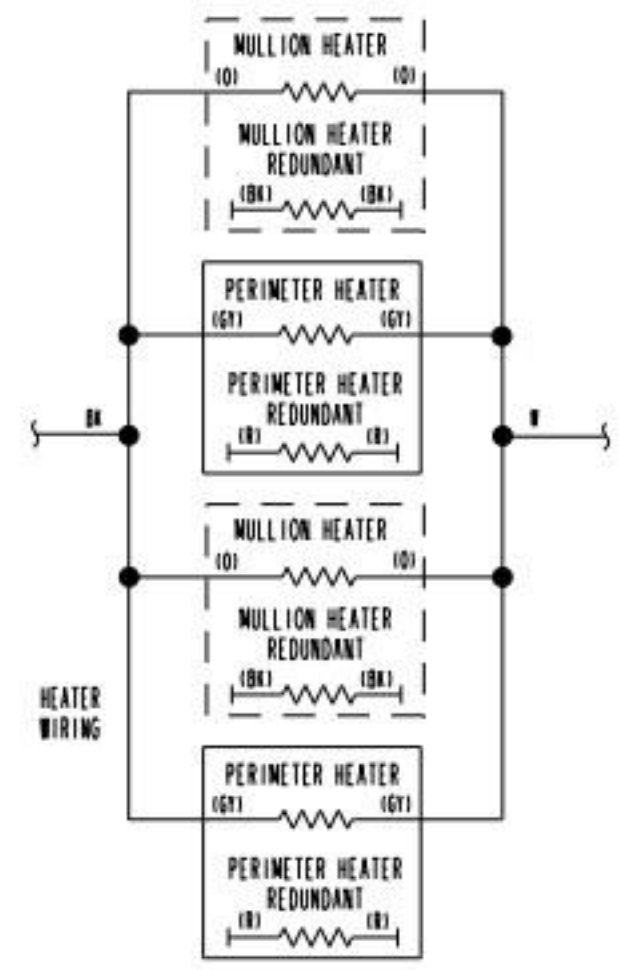 MULLION HEATER
(O) (O)
MULLION HEATER
REDUNDANT
(BK) (BK)
PERIMETER HEATER
(GY) (GY)
PERIMETER HEATER
REDUNDANT
(R) (R)
BK W
MULLION HEATER
(O) (O)
MULLION HEATER
REDUNDANT
(BK) (BK)
HEATER
WIRING
PERIMETER HEATER
(GY) (GY)
PERIMETER HEATER
REDUNDANT
(R) (R)